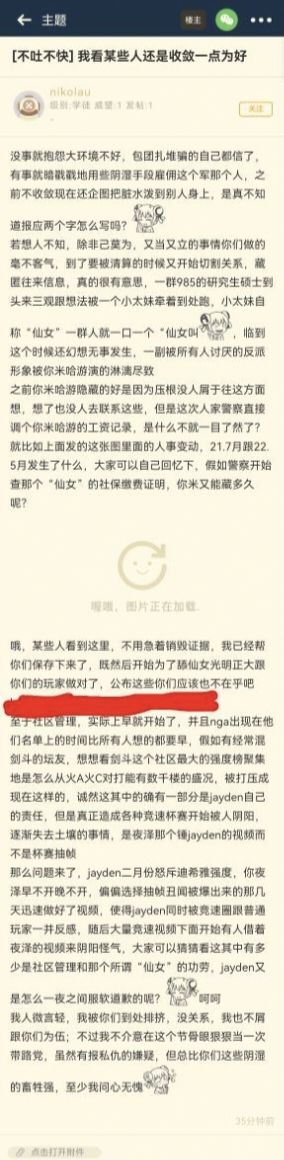 主题
楼主
[不吐不快] 我看某些人还是收敛一点为好
nikolau
级别:学徒 威望:1 发帖:1
关注
没事就抱怨大环境不好，包团扎堆骗的自己都信了，
有事就暗戳戳地用些阴湿手段雇佣这个军那个人，之
前不收敛现在还企图把脏水泼到别人身上，是真不知
道报应两个字怎么写吗？
若想人不知，除非己莫为，又当又立的事情你们做的
毫不客气，到了要被清算的时候又开始切割关系，藏
匿往来信息，真的很有意思，一群985的研究生硕士到
头来三观跟想法被一个小太妹牵着到处跑，小太妹自
称“仙女”一群人就一口一个“仙女叫
，临到
这个时候还幻想无事发生，一副被所有人讨厌的反派
形象被你米哈游演的淋漓尽致
之前你米哈游隐藏的好是因为压根没人屑于往这方面
想，想了也没人去联系这些，但是这次人家警察直接
调个你米哈游的工资记录，是什么不就一目了然了？
就比如上面发的这张图里面的人事变动，21.7月跟22.
5月发生了什么，大家可以自己回忆下，假如警察开始
查那个“仙女”的社保缴费证明，你米又能藏多久
呢？
喔哦，图片正在加载.
哦，某些人看到这里，不用急着销毁证据，我已经帮
你们保存下来了，既然后开始为了舔仙女光明正大跟
你们的玩家做对了，公布这些你们应该也不在乎吧
至于社区管理，实际上早就开始了，并且nga出现在他
们名单上的时间比所有人想的都要早，假如有经常混
剑斗的坛友，想想看剑斗这个社区最大的强度榜聚集
地是怎么从火A火C对打能有数千楼的盛况，被打压成
现在这样的，诚然这其中的确有一部分是jayden自己
的责任，但是真正造成各种竞速杯赛开始被人阴阳，
逐渐失去土壤的事情，是夜泽那个锤jayden的视频而
不是杯赛抽帧
那么问题来了，jayden二月份怒斥迪希雅强度，你夜
泽早不开晚不开，偏偏选择抽帧丑闻被爆出来的那几
天迅速做好了视频，使得jayden同时被竞速圈跟普通
玩家一并反感，随后大量竞速视频下面开始有人借着
夜泽的视频来阴阳怪气，大家可以猜猜看这其中有多
少是社区管理和那个所谓“仙女”的功劳，jayden又
是怎么一夜之间服软道歉的呢？
呵呵
我人微言轻，我被你们到处排挤，没关系，我也不屑
跟你们为伍；不过我不介意在这个节骨眼狠狠当一次
带路党，虽然有报私仇的嫌疑，但总比你们这些阴湿
的畜牲强，至少我问心无愧
35分钟前
点击打开附件